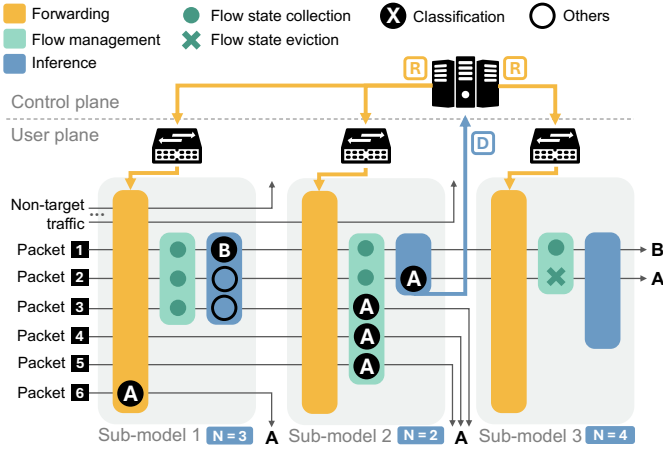 Forwarding
Flow state collection
X Classification
Others
Flow management
Flow state eviction
Inference
R
R
Control plane
User plane
D
Non-target
... traffic
Packet 1
B
B
Packet 2
A
A
Packet 3
A
Packet 4
A
Packet 5
A
Packet 6
A
Sub-model 1 N = 3 A
Sub-model 2 N = 2 A
Sub-model 3 N = 4